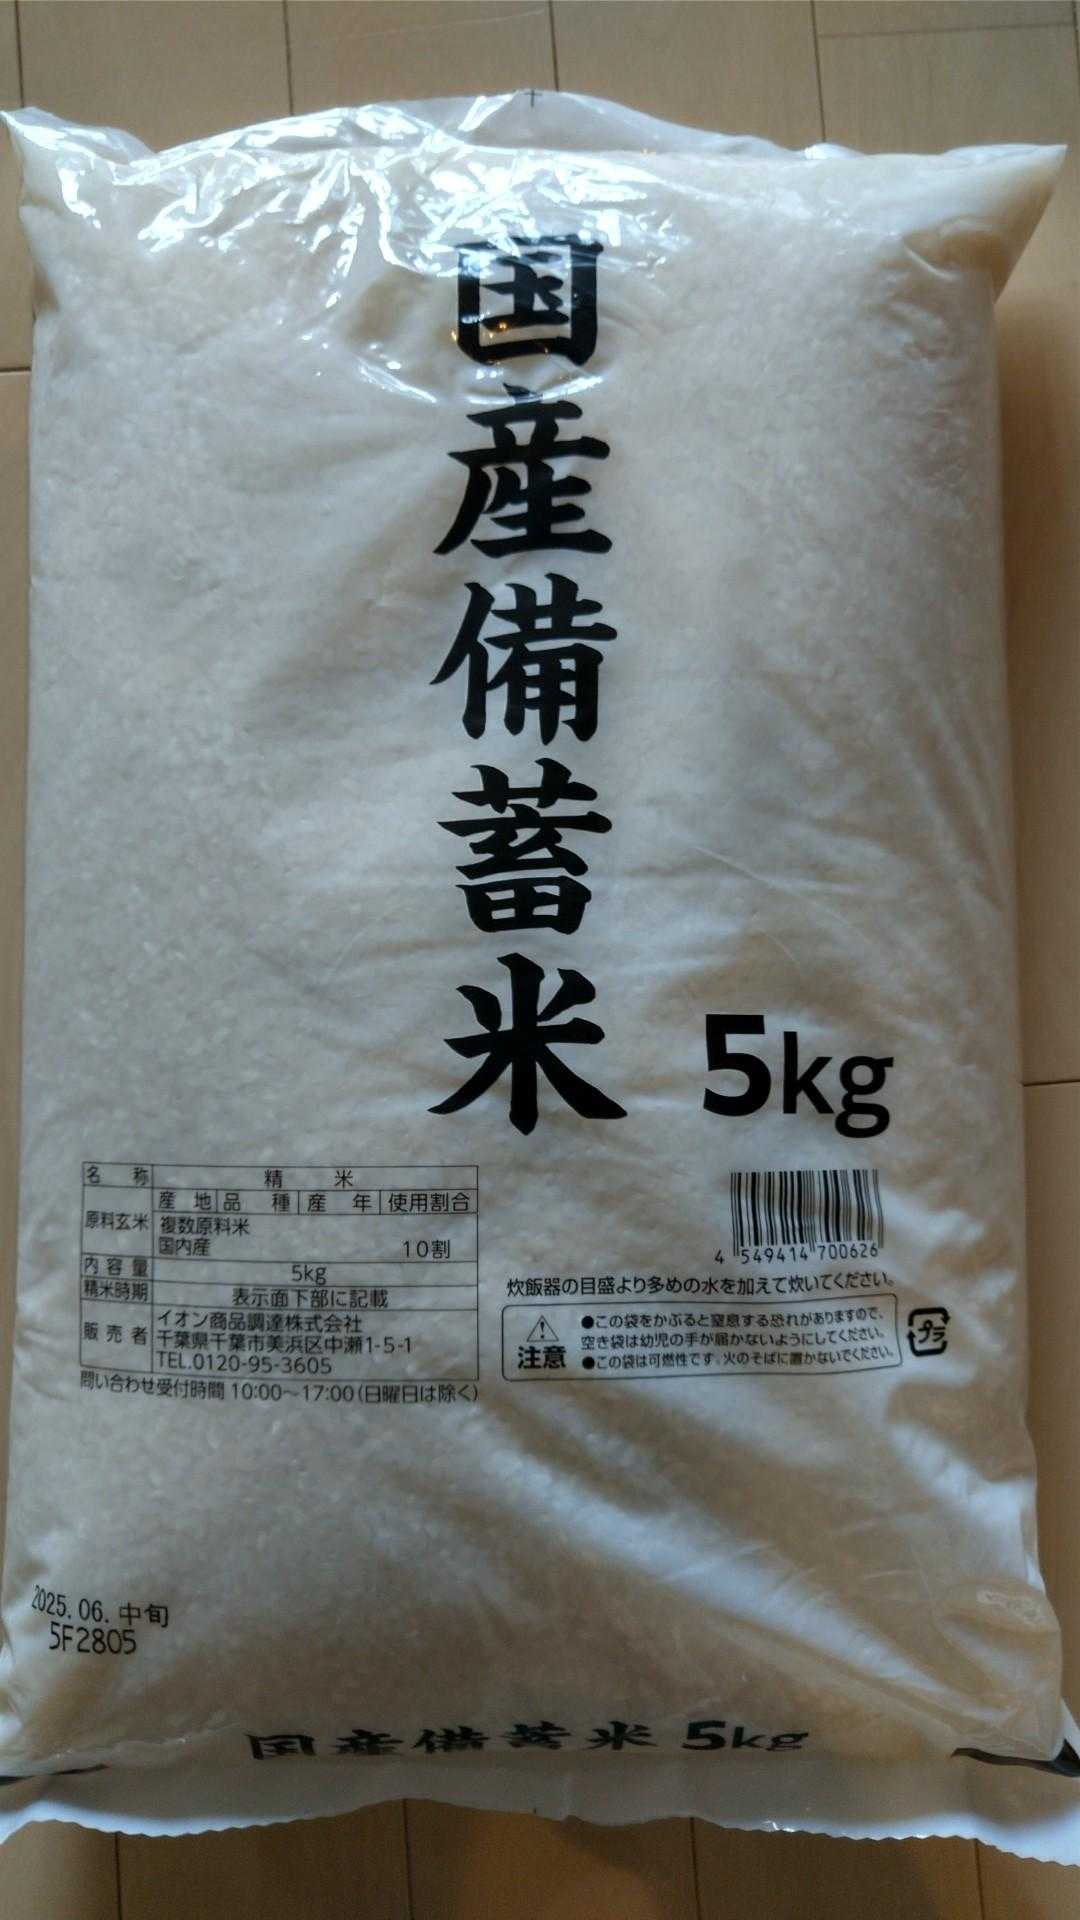 国産備蓄米
5kg
名称 精米
原料玄米 産地 品種 産年 使用割合
複数原料米
国内産 10割
内容量 5kg
精米時期 表示面下部に記載
販売者 イオン商品調達株式会社
千葉県千葉市美浜区中瀬1-5-1
TEL.0120-95-3605
問い合わせ受付時間 10:00～17:00(日曜日は除く)
4 549414 700626
炊飯器の目盛より多めの水を加えて炊いてください。
注意
●この袋をかぶると窒息する恐れがありますので、
空き袋は幼児の手が届かないようにしてください。
●この袋は可燃性です。火のそばに置かないでください。
プラ
2025.06.中旬
5F2805
国産備蓄米 5kg